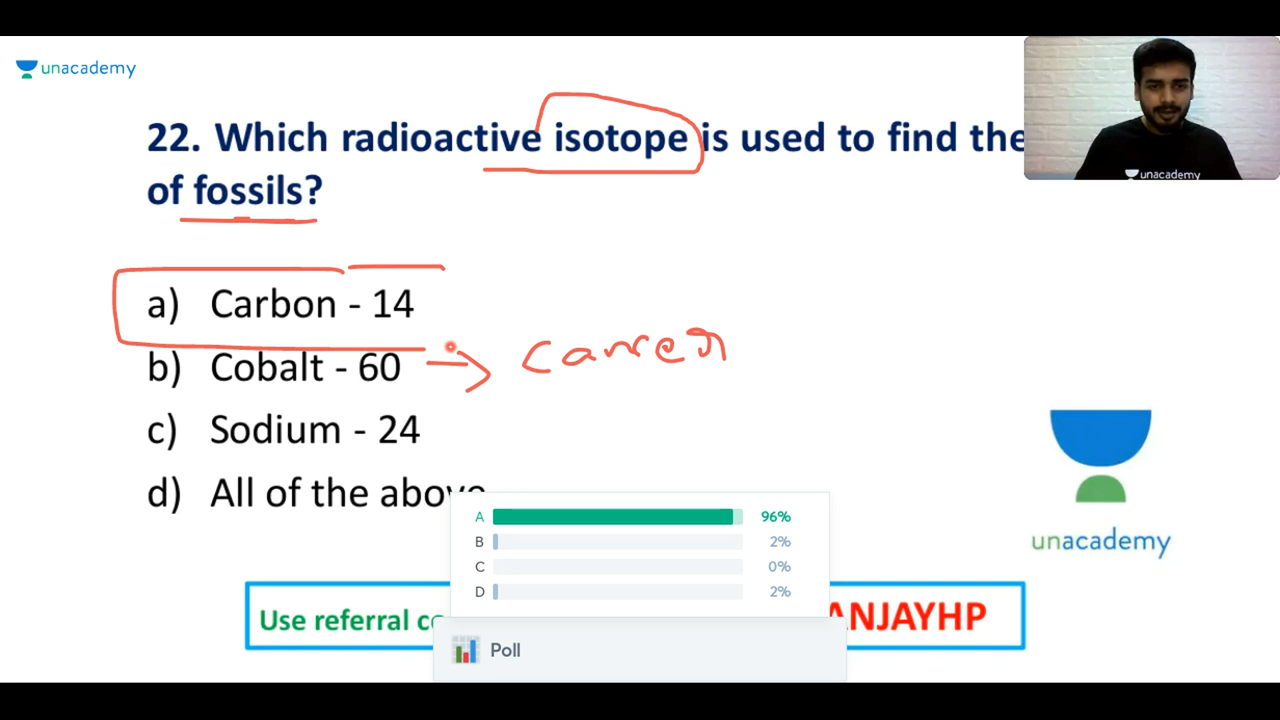 unacademy
22. Which radioactive isotope is used to find the
of fossils?
unacademy
a) Carbon - 14
b) Cobalt - 60 → cancer
c) Sodium - 24
d) All of the above
A 96%
B 2%
C 0%
D 2%
unacademy
Use referral co
ANJAYHP
Poll